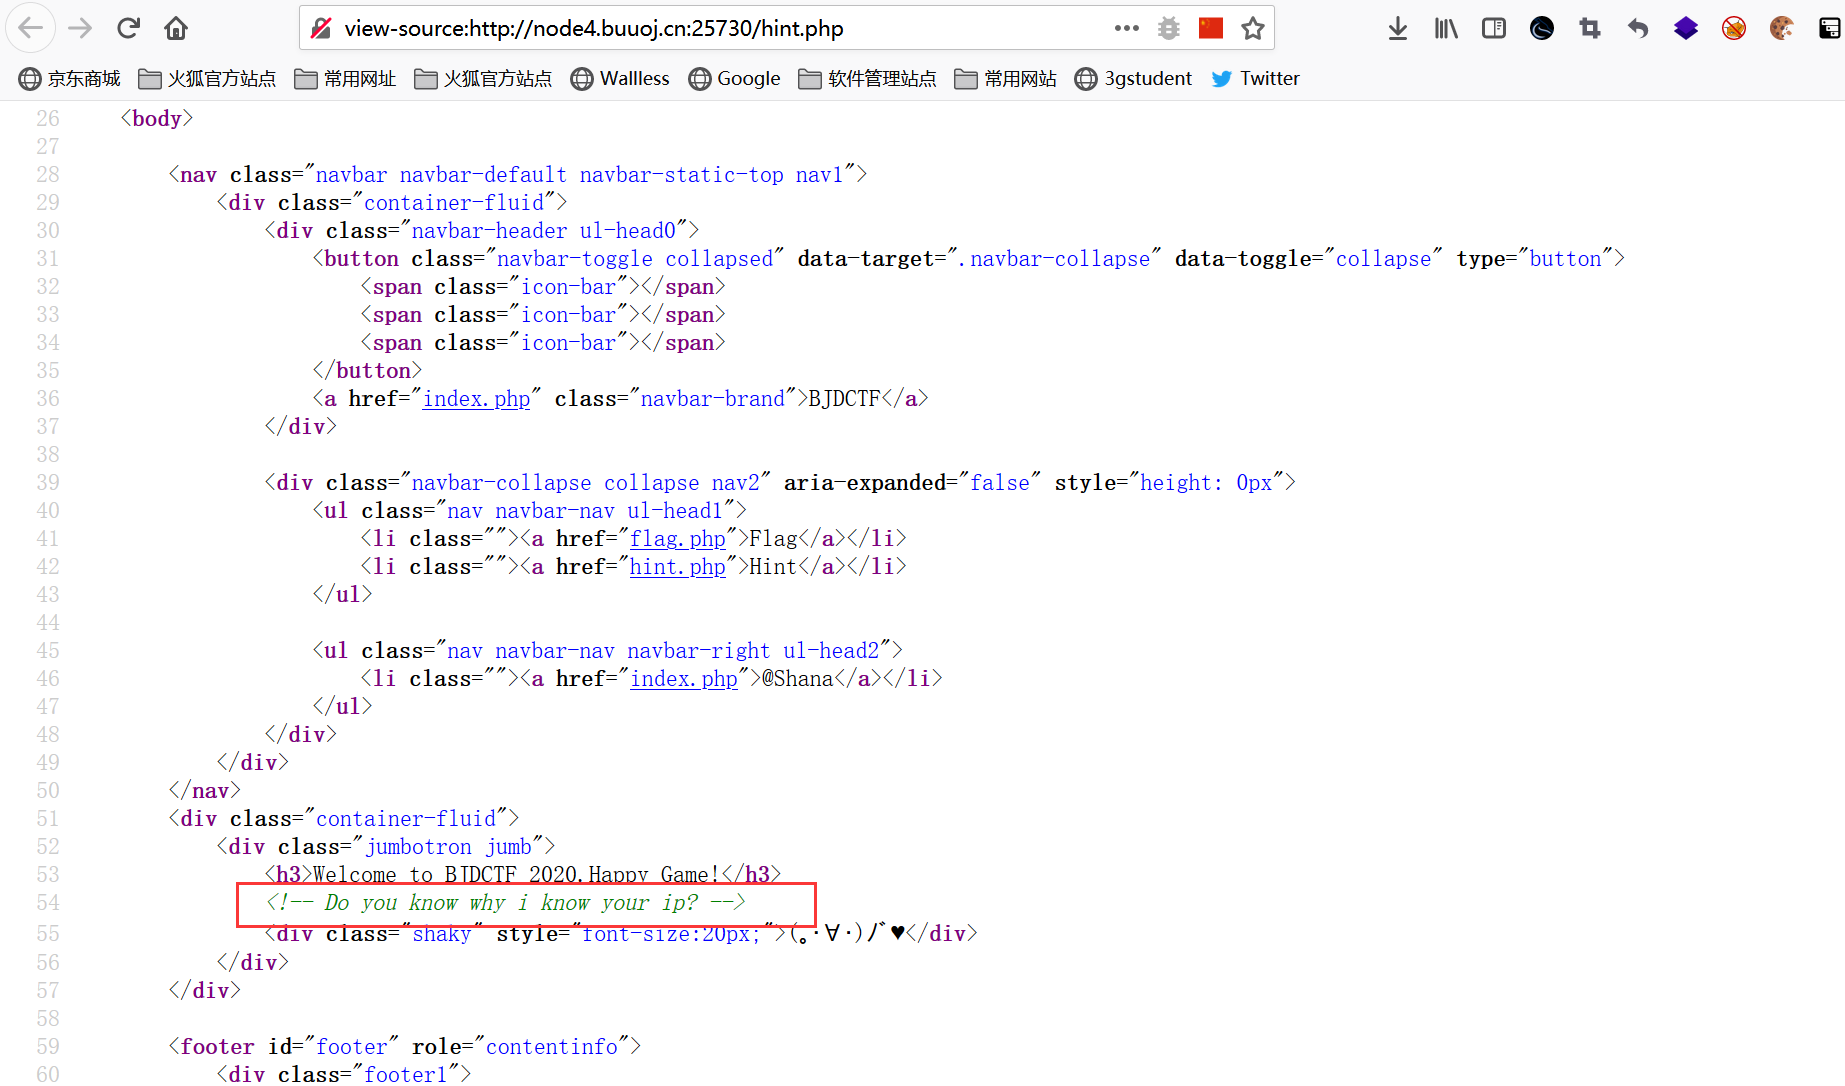 view-source:http://node4.buuoj.cn:25730/hint.php
京东商城 火狐官方站点 常用网址 火狐官方站点 Wallless Google 软件管理站点 常用网站 3gstudent Twitter
26 <body>
27
28 <nav class="navbar navbar-default navbar-static-top nav1">
29 <div class="container-fluid">
30 <div class="navbar-header ul-head0">
31 <button class="navbar-toggle collapsed" data-target=".navbar-collapse" data-toggle="collapse" type="button">
32 <span class="icon-bar"></span>
33 <span class="icon-bar"></span>
34 <span class="icon-bar"></span>
35 </button>
36 <a href="index.php" class="navbar-brand">BJDCTF</a>
37 </div>
38
39 <div class="navbar-collapse collapse nav2" aria-expanded="false" style="height: 0px">
40 <ul class="nav navbar-nav ul-head1">
41 <li class=""><a href="flag.php">Flag</a></li>
42 <li class=""><a href="hint.php">Hint</a></li>
43 </ul>
44
45 <ul class="nav navbar-nav navbar-right ul-head2">
46 <li class=""><a href="index.php">@Shana</a></li>
47 </ul>
48 </div>
49 </div>
50 </nav>
51 <div class="container-fluid">
52 <div class="jumbotron jumb">
53 <h3>Welcome to BJDCTF 2020.Happy Game!</h3>
54 <!-- Do you know why i know your ip? -->
55 <div class="shaky" style="font-size:20px;">(｡･∀･)ﾉﾞ♥</div>
56 </div>
57 </div>
58
59 <footer id="footer" role="contentinfo">
60 <div class="footer1">